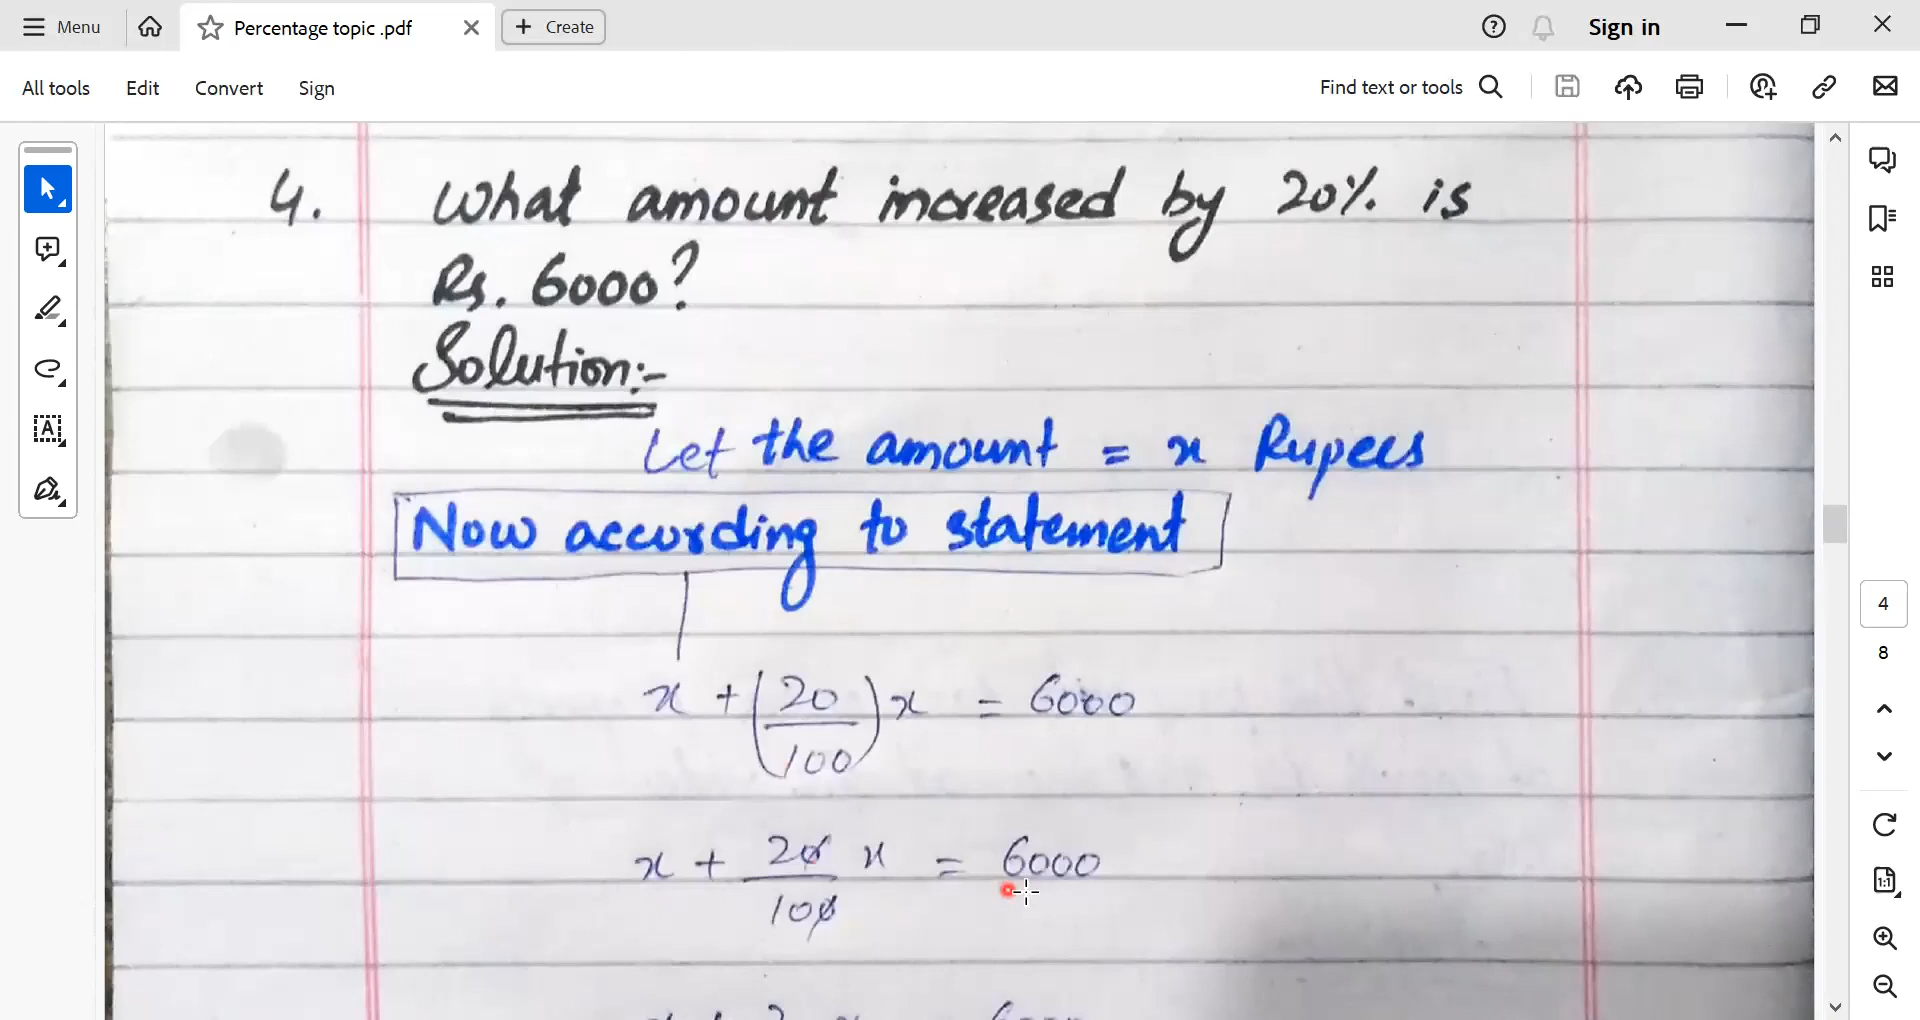 Menu
Percentage topic .pdf
Create
Sign in
All tools
Edit
Convert
Sign
Find text or tools
4. What amount increased by 20% is
Rs. 6000?
Solution:-
Let the amount = x Rupees
Now according to statement
x + (20/100) x = 6000
x + 20/100 x = 6000
4
8